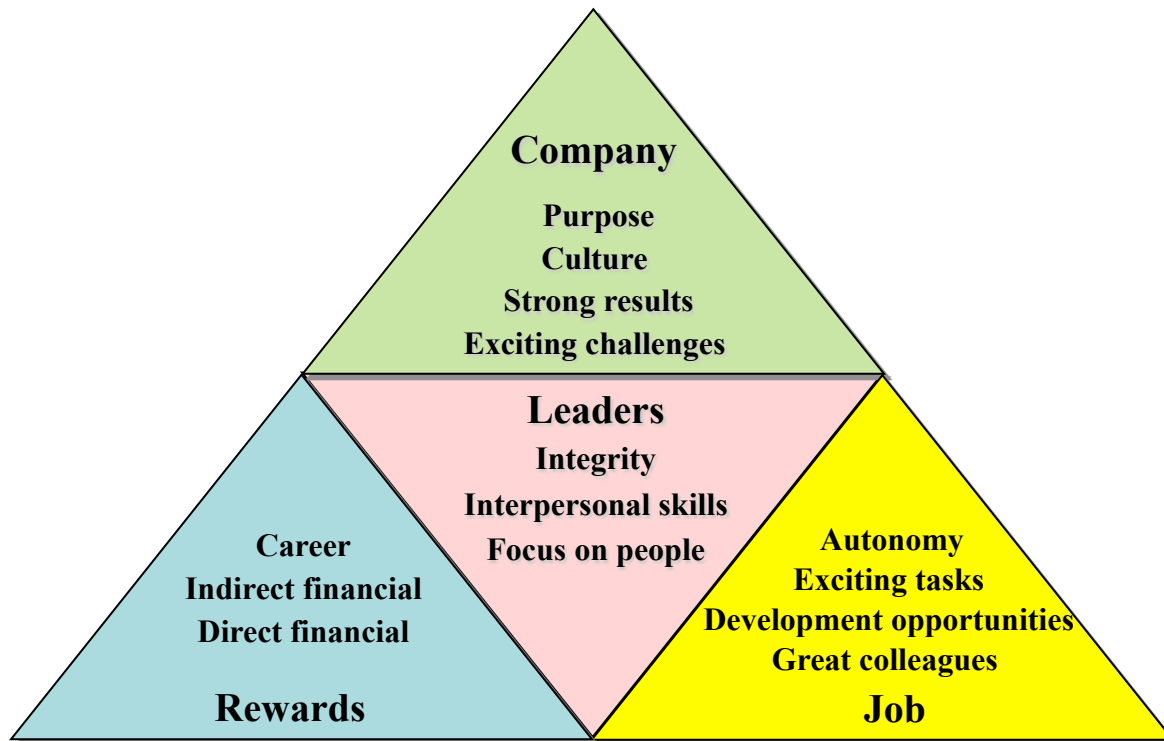 Company
Purpose
Culture
Strong results
Exciting challenges
Leaders
Integrity
Interpersonal skills
Focus on people
Career
Indirect financial
Direct financial
Rewards
Autonomy
Exciting tasks
Development opportunities
Great colleagues
Job